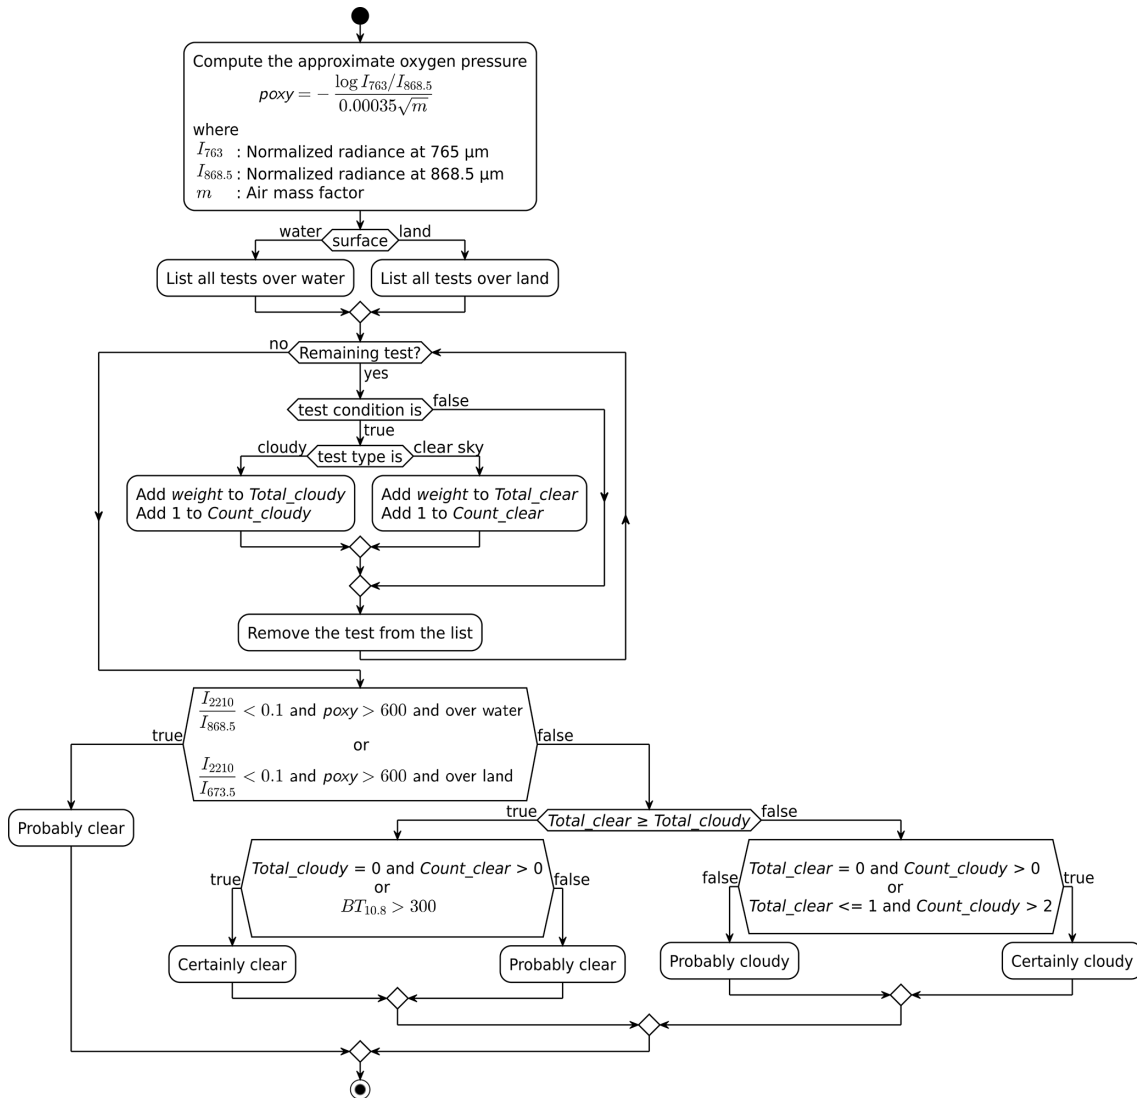 Compute the approximate oxygen pressure
poxy = − log I763/I868.5 / 0.00035√m
where
I763 : Normalized radiance at 765 µm
I868.5 : Normalized radiance at 868.5 µm
m : Air mass factor
water surface land
List all tests over water
List all tests over land
no Remaining test?
yes
test condition is false
true
cloudy test type is clear sky
Add weight to Total_cloudy
Add 1 to Count_cloudy
Add weight to Total_clear
Add 1 to Count_clear
Remove the test from the list
I2210/I868.5 < 0.1 and poxy > 600 and over water
true or false
I2210/I673.5 < 0.1 and poxy > 600 and over land
Probably clear
true Total_clear ≥ Total_cloudy false
Total_cloudy = 0 and Count_clear > 0
true or false
BT10.8 > 300
Total_clear = 0 and Count_cloudy > 0
false or true
Total_clear <= 1 and Count_cloudy > 2
Certainly clear
Probably clear
Probably cloudy
Certainly cloudy